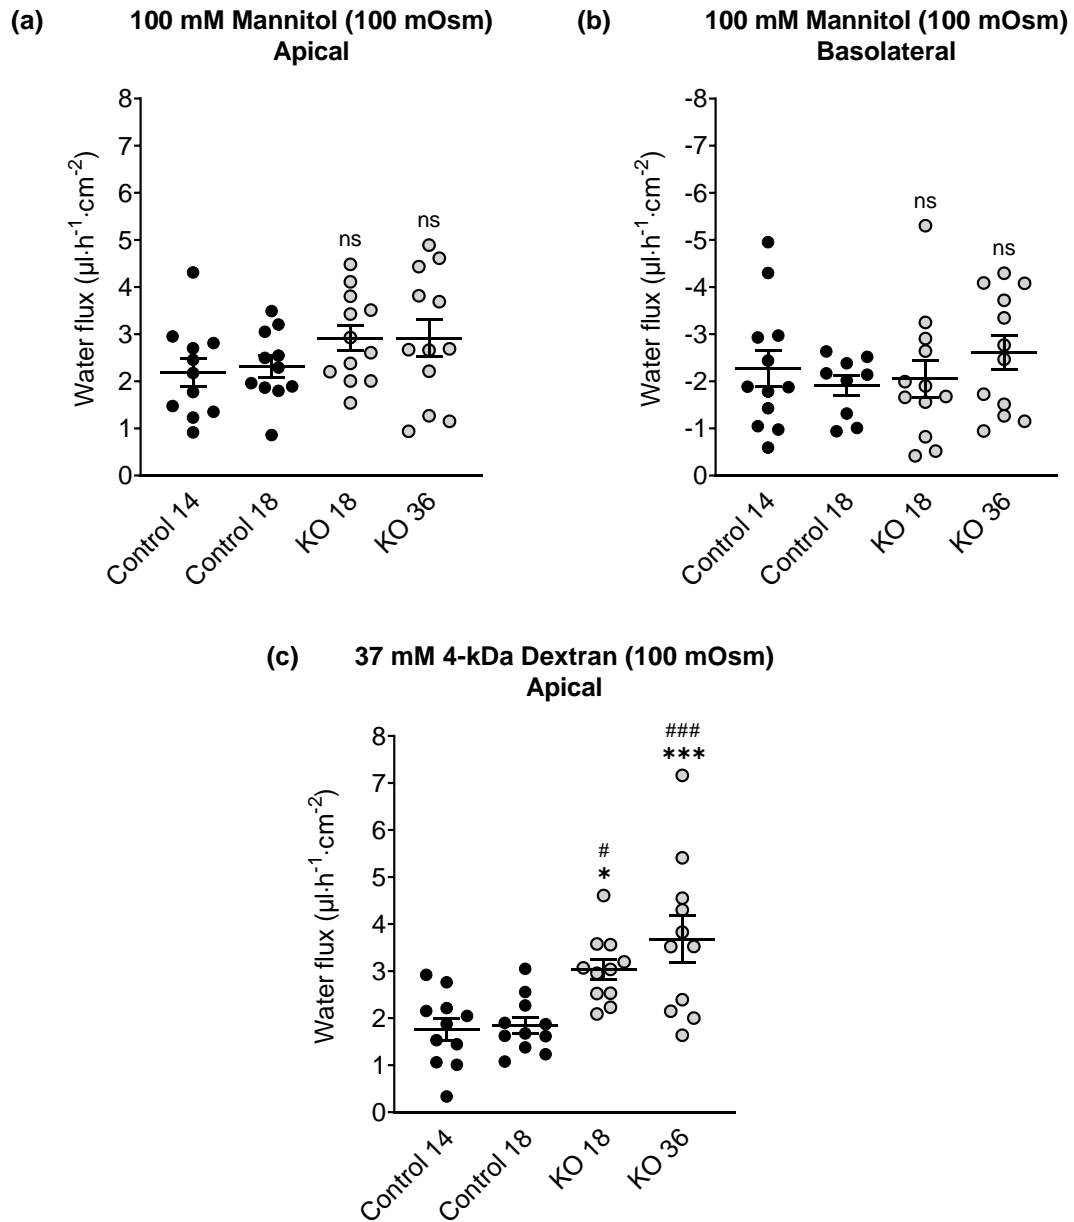 (a) 100 mM Mannitol (100 mOsm)
Apical
Water flux (µl·h⁻¹·cm⁻²)
8
7
6
5
4
3
2
1
0
ns
ns
Control 14
Control 18
KO 18
KO 36
(b) 100 mM Mannitol (100 mOsm)
Basolateral
Water flux (µl·h⁻¹·cm⁻²)
-8
-7
-6
-5
-4
-3
-2
-1
0
ns
ns
Control 14
Control 18
KO 18
KO 36
(c) 37 mM 4-kDa Dextran (100 mOsm)
Apical
Water flux (µl·h⁻¹·cm⁻²)
8
7
6
5
4
3
2
1
0
#
*
###
***
Control 14
Control 18
KO 18
KO 36